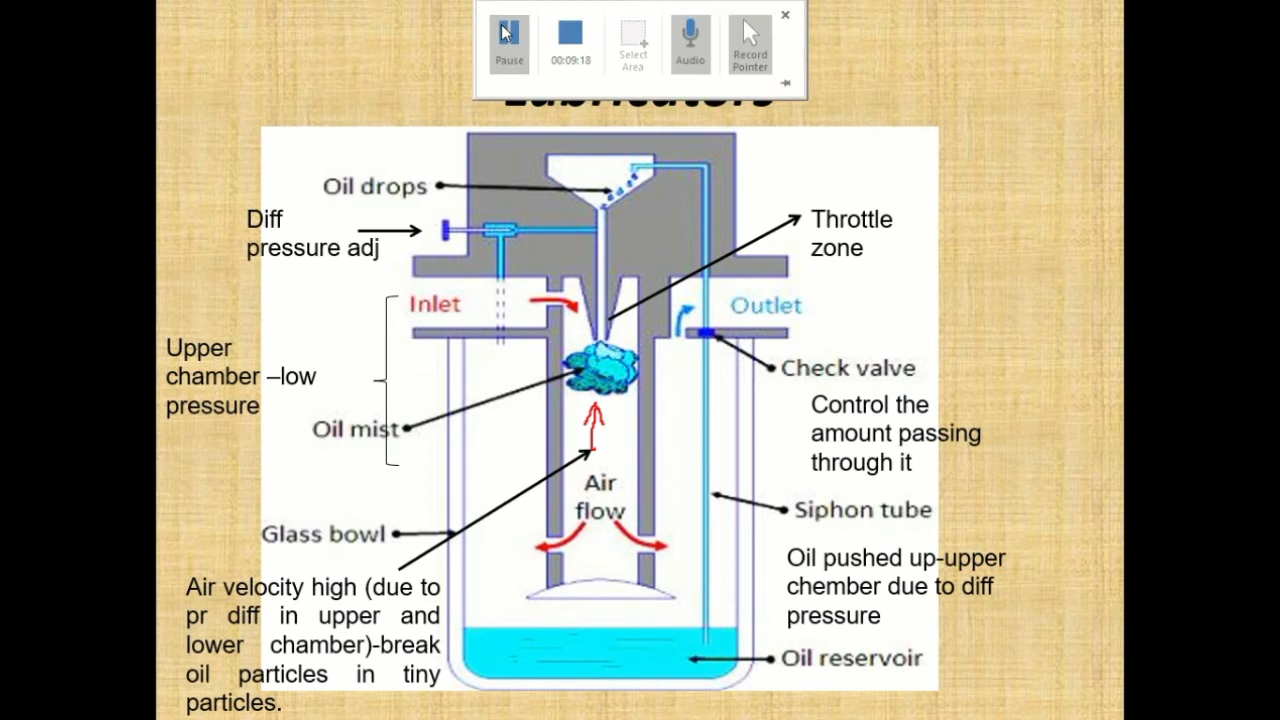 Pause
00:09:18
Select
Area
Audio
Record
Pointer
Lubricators
Oil drops
Diff
pressure adj
Throttle
zone
Inlet
Outlet
Upper
chamber –low
pressure
Check valve
Control the
amount passing
through it
Oil mist
Air
flow
Siphon tube
Glass bowl
Oil pushed up-upper
chember due to diff
pressure
Air velocity high (due to
pr diff in upper and
lower chamber)-break
oil particles in tiny
particles.
Oil reservoir